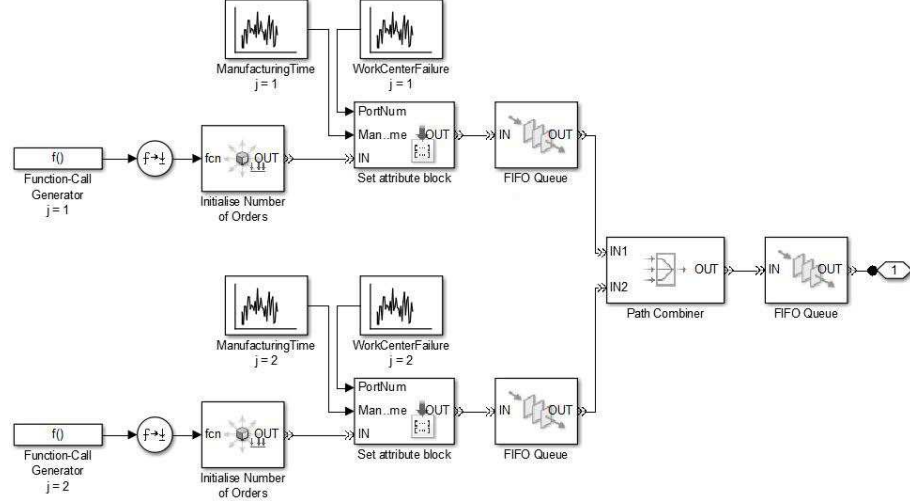 ManufacturingTime
j = 1
WorkCenterFailure
j = 1
PortNum
Man..me
OUT
IN
Set attribute block
IN
OUT
FIFO Queue
f()
Function-Call
Generator
j = 1
fcn
OUT
Initialise Number
of Orders
IN1
IN2
OUT
Path Combiner
IN
OUT
FIFO Queue
1
ManufacturingTime
j = 2
WorkCenterFailure
j = 2
PortNum
Man..me
OUT
IN
Set attribute block
IN
OUT
FIFO Queue
f()
Function-Call
Generator
j = 2
fcn
OUT
Initialise Number
of Orders